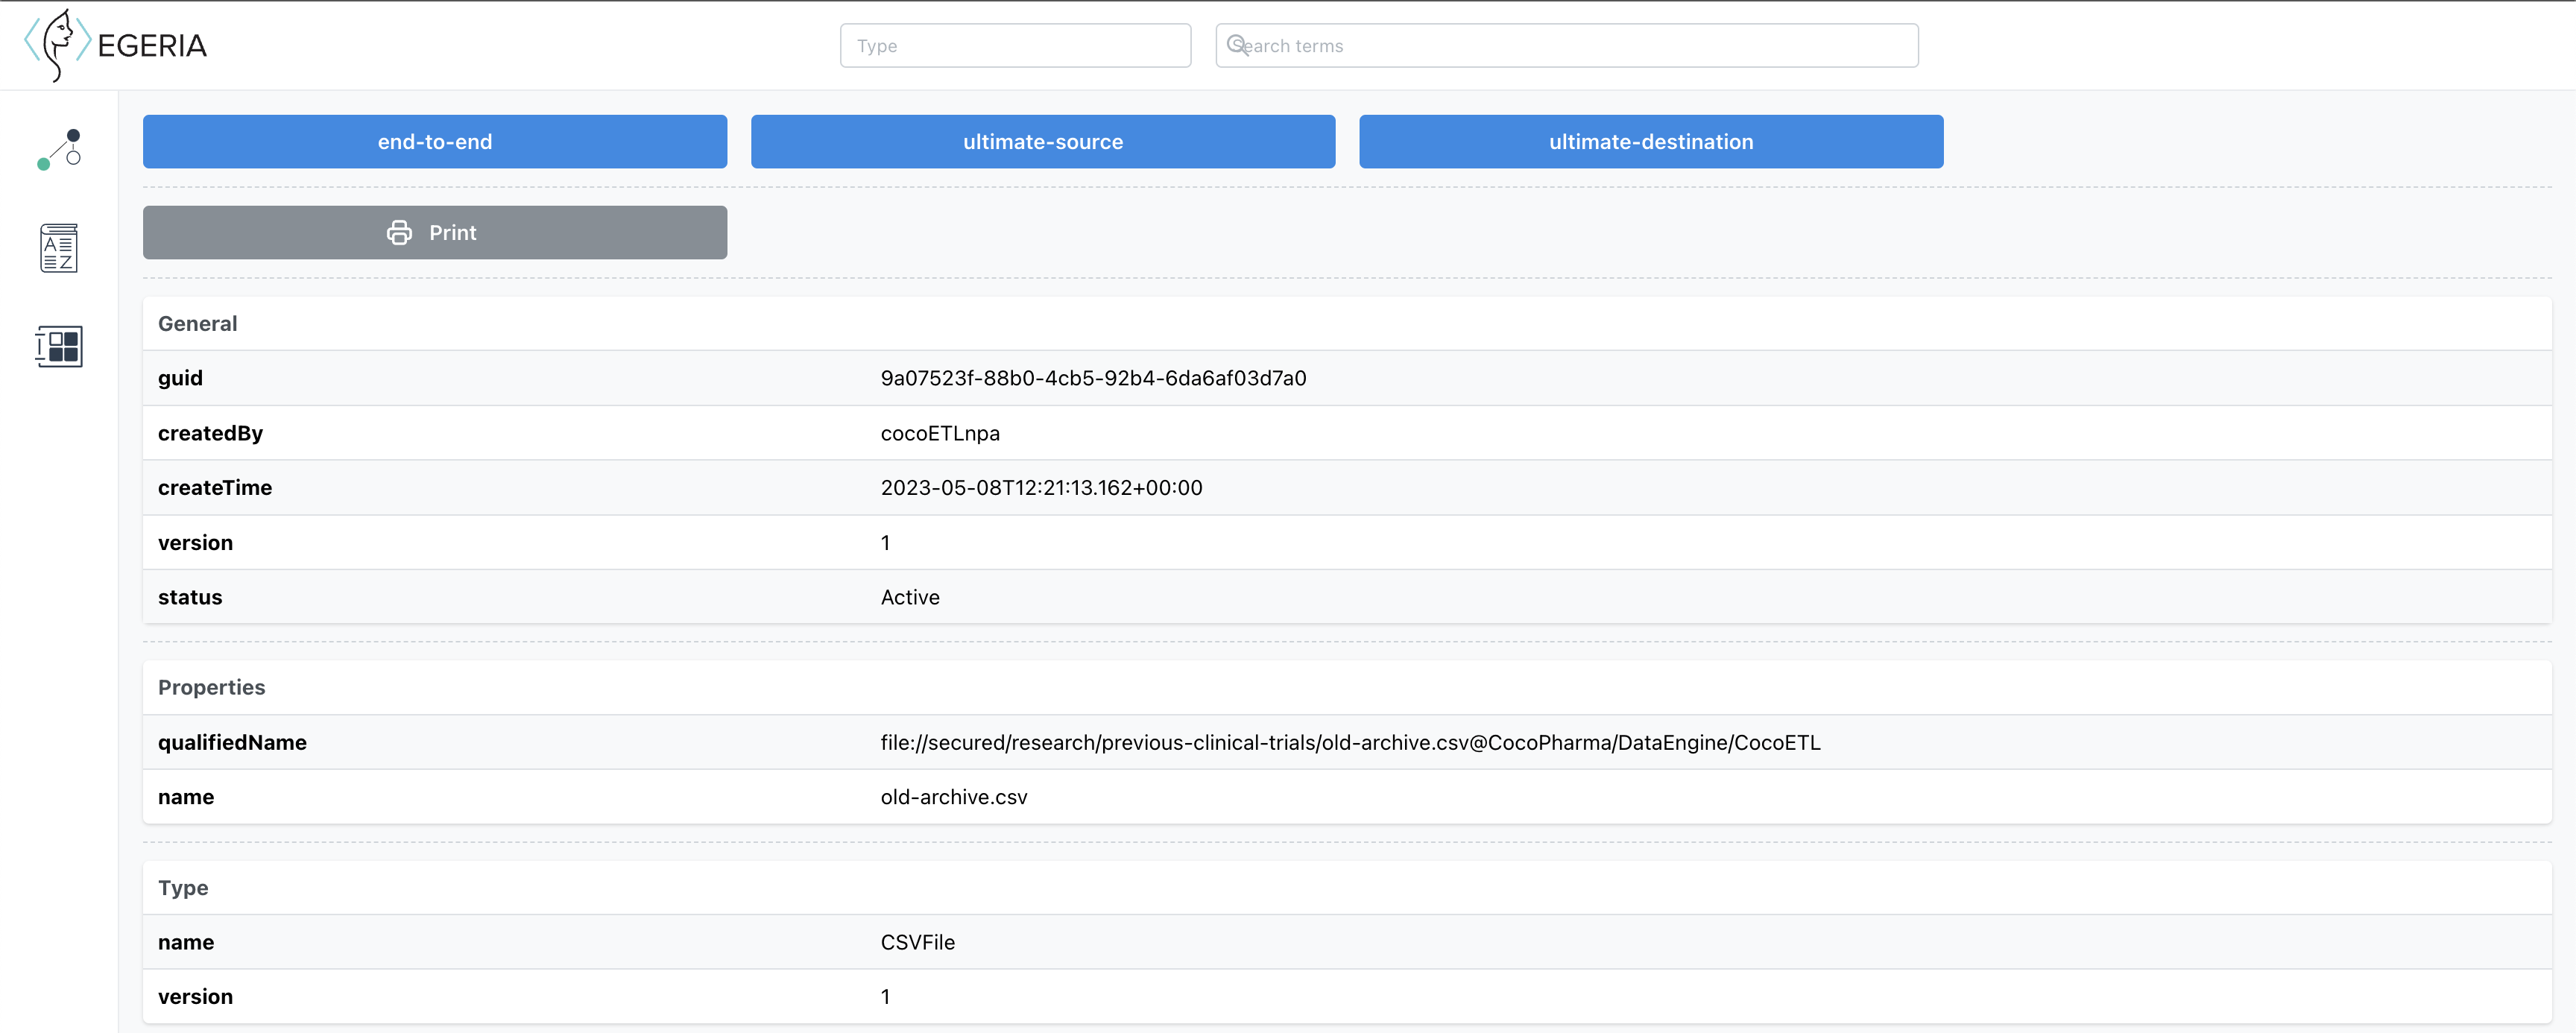 EGERIA
Type
Search terms
end-to-end
ultimate-source
ultimate-destination
Print
General
guid 9a07523f-88b0-4cb5-92b4-6da6af03d7a0
createdBy cocoETLnpa
createTime 2023-05-08T12:21:13.162+00:00
version 1
status Active
Properties
qualifiedName file://secured/research/previous-clinical-trials/old-archive.csv@CocoPharma/DataEngine/CocoETL
name old-archive.csv
Type
name CSVFile
version 1